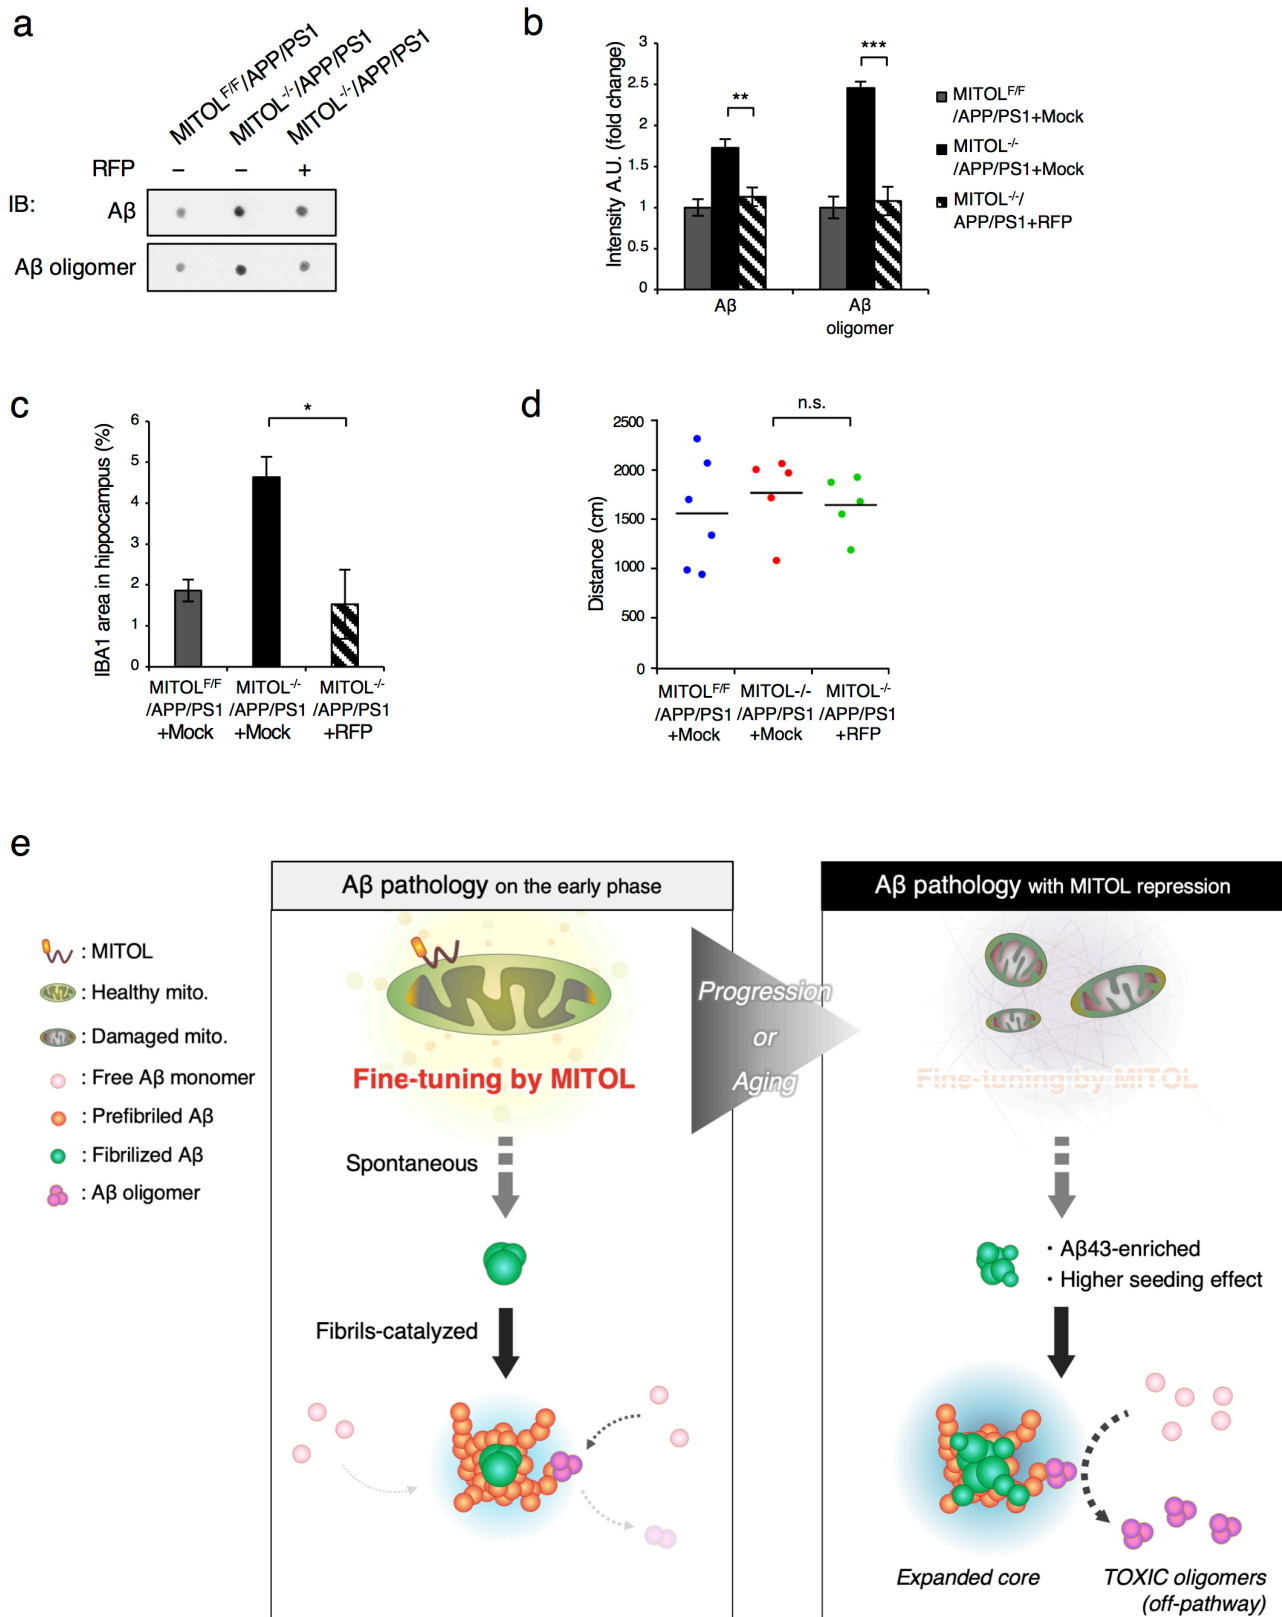 a
MITOLF/F/APP/PS1
MITOL-/-/APP/PS1
MITOL-/-/APP/PS1
RFP – – +
IB: Aβ
Aβ oligomer
b
Intensity A.U. (fold change)
3
2.5
2
1.5
1
0.5
0
**
***
Aβ
Aβ
oligomer
MITOLF/F
/APP/PS1+Mock
MITOL-/-
/APP/PS1+Mock
MITOL-/-/
APP/PS1+RFP
c
IBA1 area in hippocampus (%)
6
5
4
3
2
1
0
*
MITOLF/F
/APP/PS1
+Mock
MITOL-/-
/APP/PS1
+Mock
MITOL-/-
/APP/PS1
+RFP
d
Distance (cm)
2500
2000
1500
1000
500
0
n.s.
MITOLF/F
/APP/PS1
+Mock
MITOL-/-
/APP/PS1
+Mock
MITOL-/-
/APP/PS1
+RFP
e
: MITOL
: Healthy mito.
: Damaged mito.
: Free Aβ monomer
: Prefibriled Aβ
: Fibrilized Aβ
: Aβ oligomer
Aβ pathology on the early phase
Fine-tuning by MITOL
Spontaneous
Fibrils-catalyzed
Progression
or
Aging
Aβ pathology with MITOL repression
Fine-tuning by MITOL
・Aβ43-enriched
・Higher seeding effect
Expanded core
TOXIC oligomers
(off-pathway)